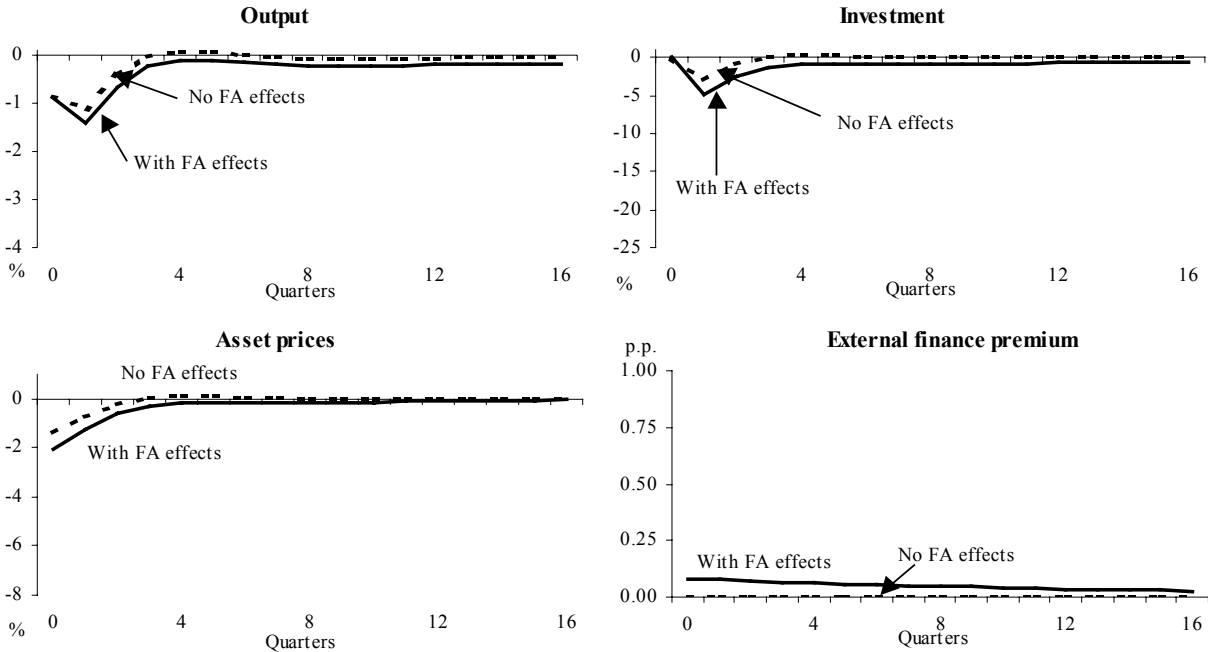 Output
0
-1
-2
-3
-4
%
No FA effects
With FA effects
0 4 8 12 16
Quarters
Investment
0
-5
-10
-15
-20
-25
%
No FA effects
With FA effects
0 4 8 12 16
Quarters
Asset prices
0
-2
-4
-6
-8
%
No FA effects
With FA effects
0 4 8 12 16
Quarters
External finance premium
p.p.
1.00
0.75
0.50
0.25
0.00
With FA effects
No FA effects
0 4 8 12 16
Quarters